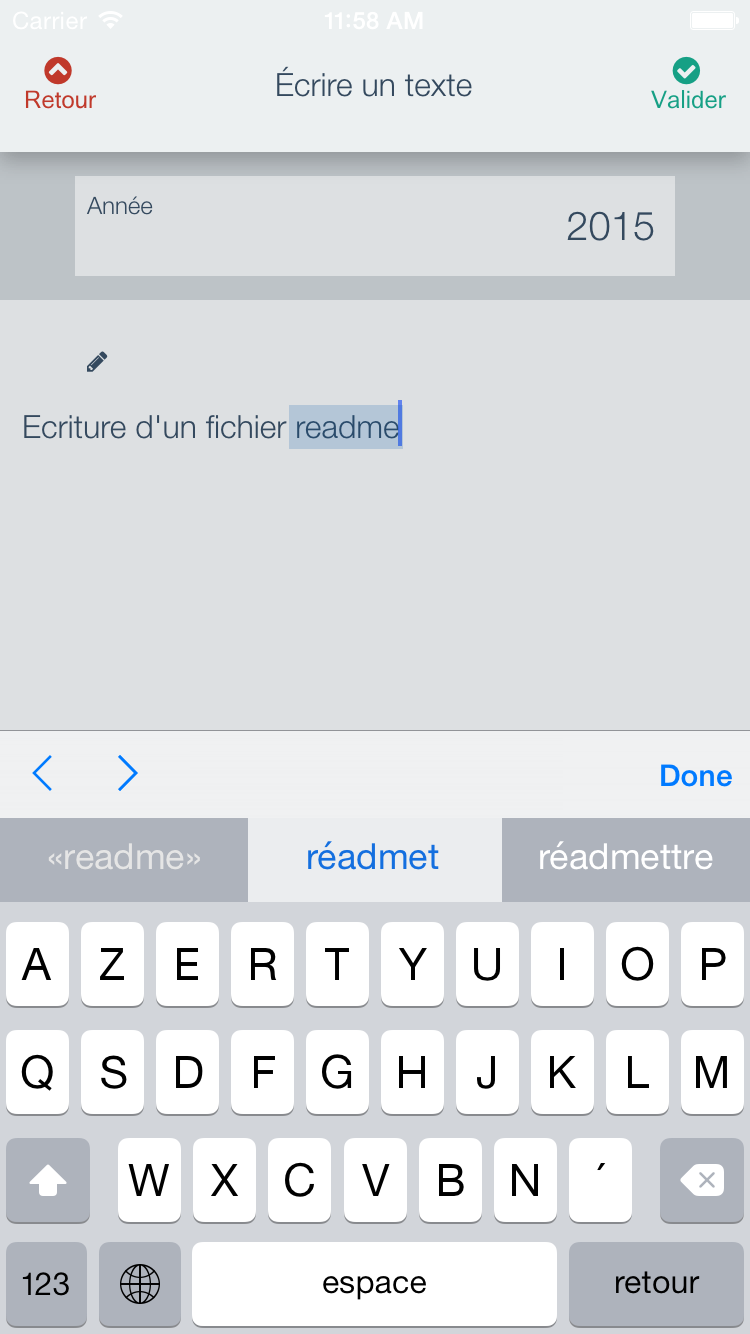 Carrier 11:58 AM
Retour Écrire un texte Valider
Année
2015
Ecriture d'un fichier readme
Done
«readme» réadmet réadmettre
A Z E R T Y U I O P
Q S D F G H J K L M
W X C V B N ´
123 espace retour